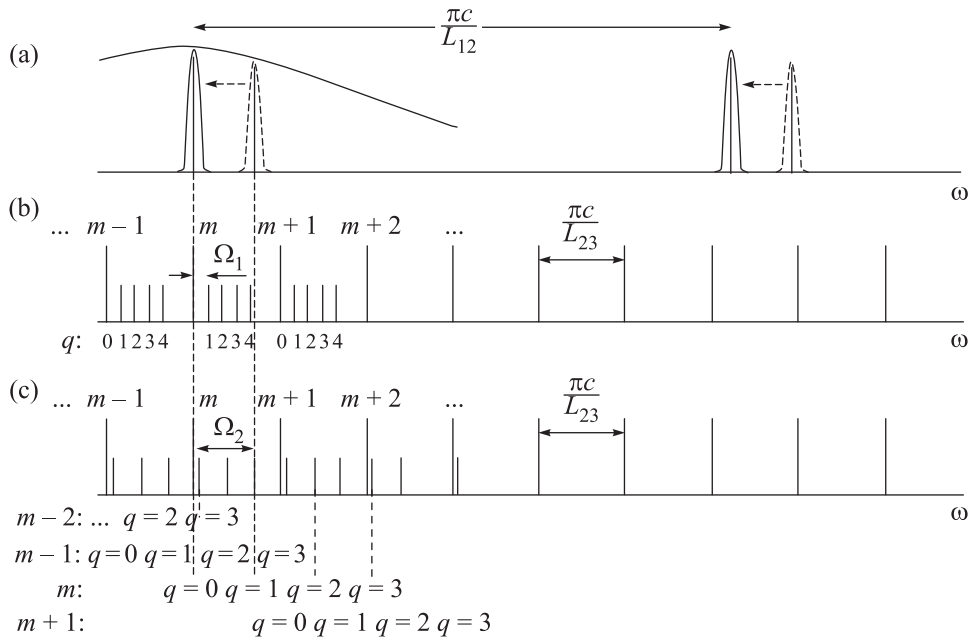 πc
L12
(a)
ω
(b)
... m – 1 m m + 1 m + 2 ... πc
L23
Ω1
q: 0 1 2 3 4 1 2 3 4 0 1 2 3 4 ω
(c)
... m – 1 m m + 1 m + 2 ... πc
L23
Ω2
m – 2: ... q = 2 q = 3 ω
m – 1: q = 0 q = 1 q = 2 q = 3
m: q = 0 q = 1 q = 2 q = 3
m + 1: q = 0 q = 1 q = 2 q = 3